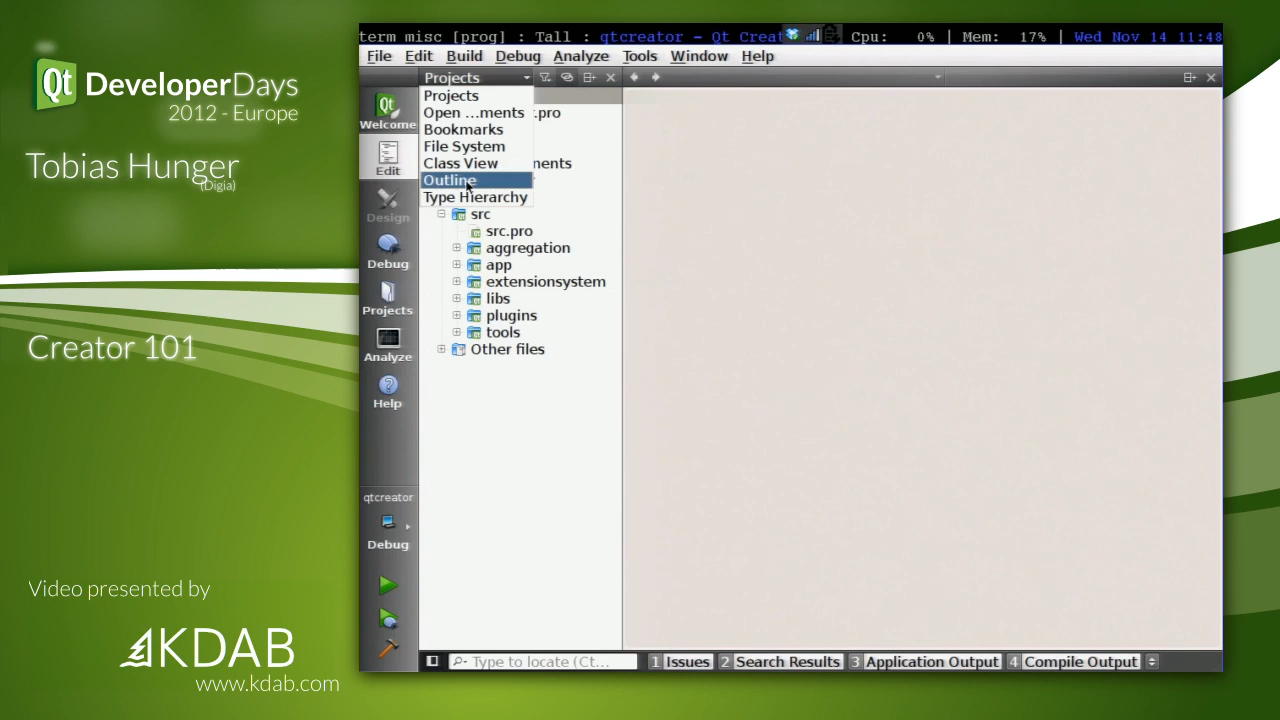 Qt DeveloperDays
2012 - Europe
Tobias Hunger
(Digia)
Creator 101
Video presented by
KDAB
www.kdab.com
term misc [prog] : Tall : qtcreator - Qt Creat Cpu: 0% | Mem: 17% | Wed Nov 14 11:48
File Edit Build Debug Analyze Tools Window Help
Projects
Projects
Open ...ments
.pro
Bookmarks
File System
Class View
nents
Outline
Type Hierarchy
src
src.pro
aggregation
app
extensionsystem
libs
plugins
tools
Other files
Qt
Welcome
Edit
Design
Debug
Projects
Analyze
Help
qtcreator
Debug
Type to locate (Ct... 1 Issues 2 Search Results 3 Application Output 4 Compile Output